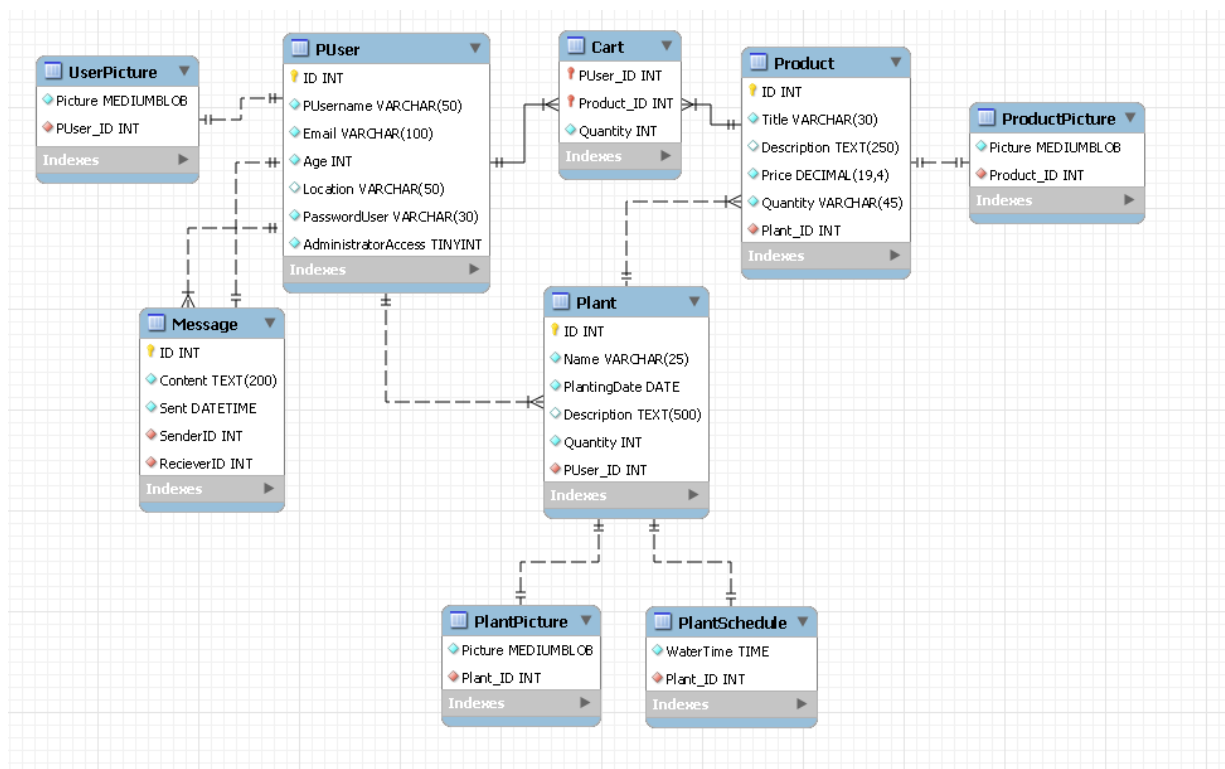 UserPicture
Picture MEDIUMBLOB
PUser_ID INT
Indexes
PUser
ID INT
PUsername VARCHAR(50)
Email VARCHAR(100)
Age INT
Location VARCHAR(50)
PasswordUser VARCHAR(30)
AdministratorAccess TINYINT
Indexes
Cart
PUser_ID INT
Product_ID INT
Quantity INT
Indexes
Product
ID INT
Title VARCHAR(30)
Description TEXT(250)
Price DECIMAL(19,4)
Quantity VARCHAR(45)
Plant_ID INT
Indexes
ProductPicture
Picture MEDIUMBLOB
Product_ID INT
Indexes
Message
ID INT
Content TEXT(200)
Sent DATETIME
SenderID INT
RecieverID INT
Indexes
Plant
ID INT
Name VARCHAR(25)
PlantingDate DATE
Description TEXT(500)
Quantity INT
PUser_ID INT
Indexes
PlantPicture
Picture MEDIUMBLOB
Plant_ID INT
Indexes
PlantSchedule
WaterTime TIME
Plant_ID INT
Indexes